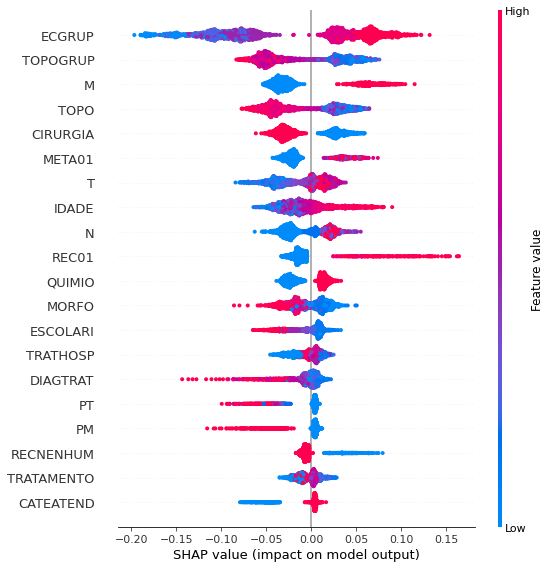 High
ECGRUP
TOPOGRUP
M
TOPO
CIRURGIA
META01
T
IDADE
N
REC01
QUIMIO
MORFO
ESCOLARI
TRATHOSP
DIAGTRAT
PT
PM
RECNENHUM
TRATAMENTO
CATEATEND
Feature value
Low
−0.20 −0.15 −0.10 −0.05 0.00 0.05 0.10 0.15
SHAP value (impact on model output)